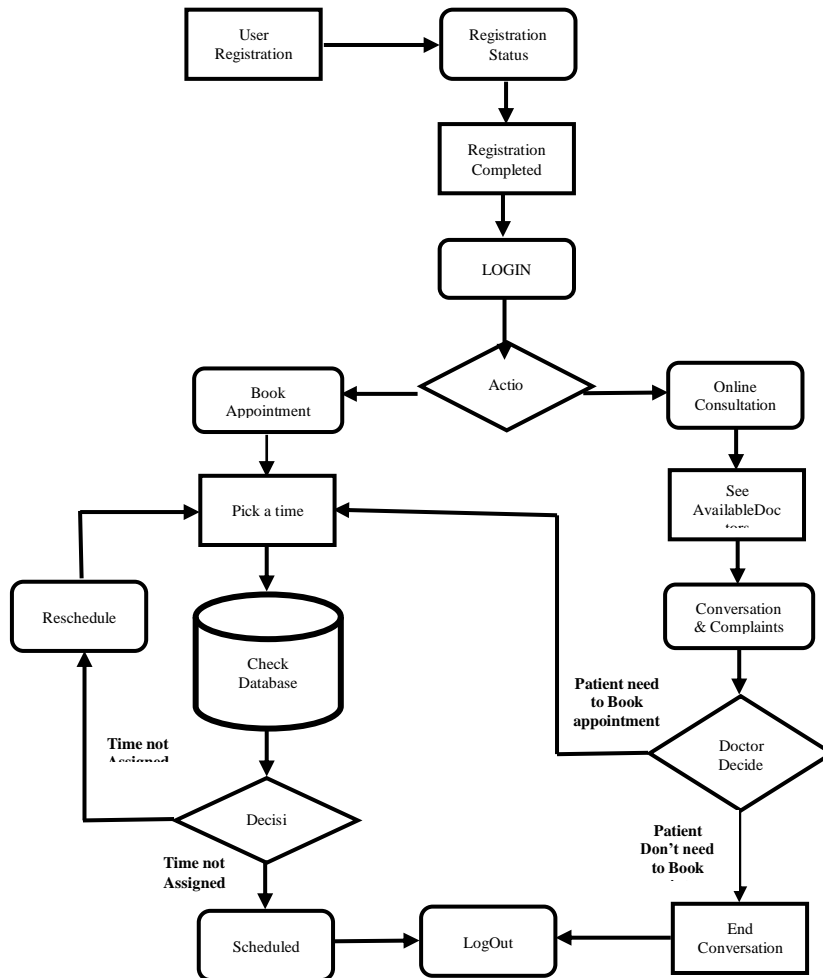 User
Registration
Registration
Status
Registration
Completed
LOGIN
Actio
Book
Appointment
Online
Consultation
Pick a time
See
AvailableDoc
tors
Reschedule
Conversation
& Complaints
Check
Database
Patient need
to Book
appointment
Time not
Assigned
Doctor
Decide
Decisi
Time not
Assigned
Patient
Don't need
to Book
Scheduled
LogOut
End
Conversation